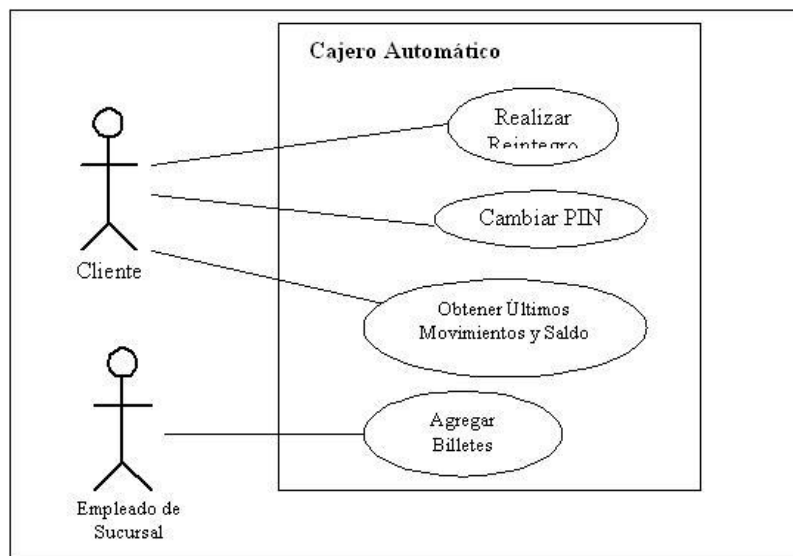 Cajero Automático
Realizar
Reintegro
Cambiar PIN
Cliente
Obtener Últimos
Movimientos y Saldo
Agregar
Billetes
Empleado de
Sucursal